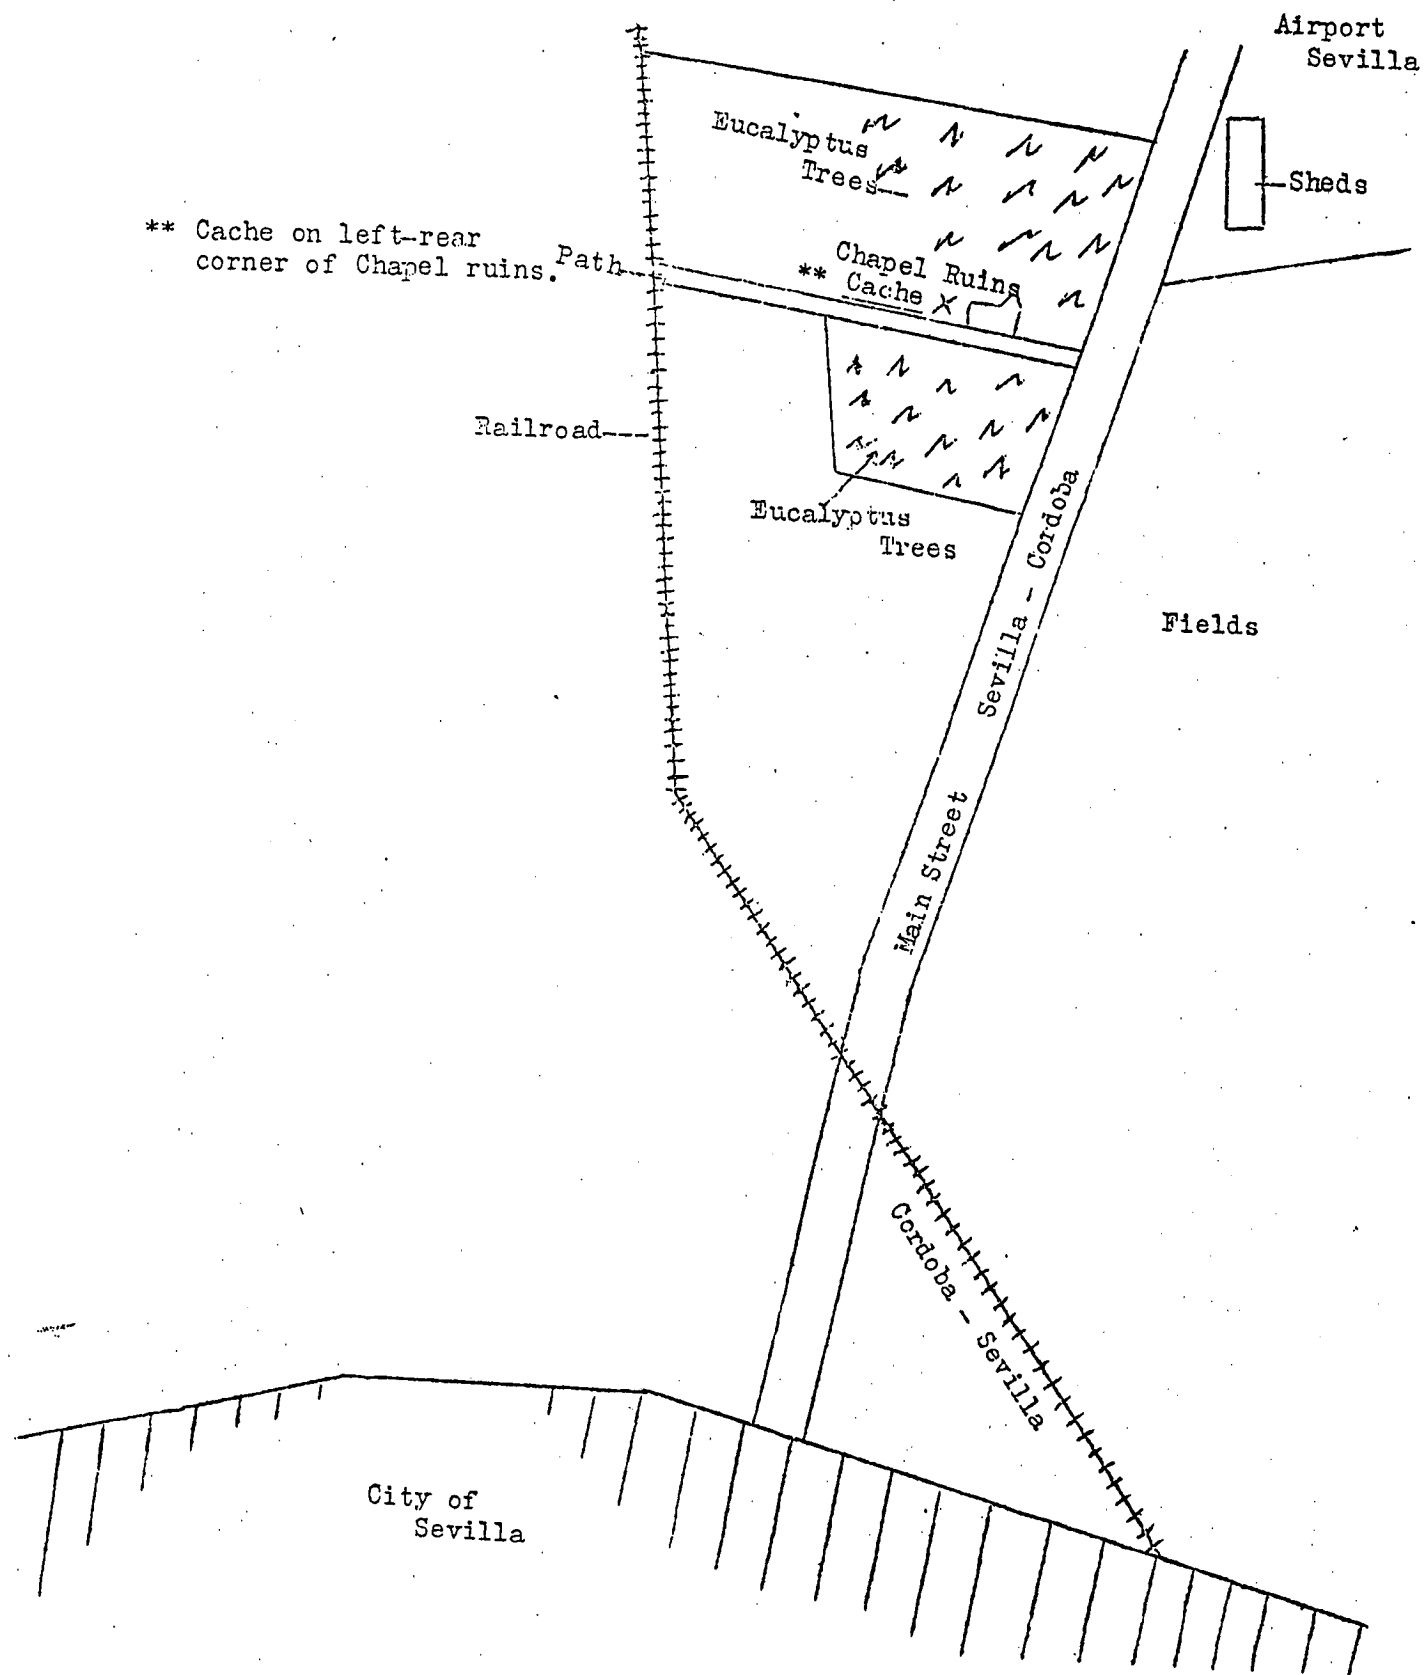 Airport
Sevilla
Eucalyptus
Trees--
Sheds
** Cache on left-rear
corner of Chapel ruins.
Path--
Chapel Ruins
** Cache X
Railroad---
Eucalyptus
Trees
Sevilla - Cordoba
Fields
Main Street
Cordoba - Sevilla
City of
Sevilla